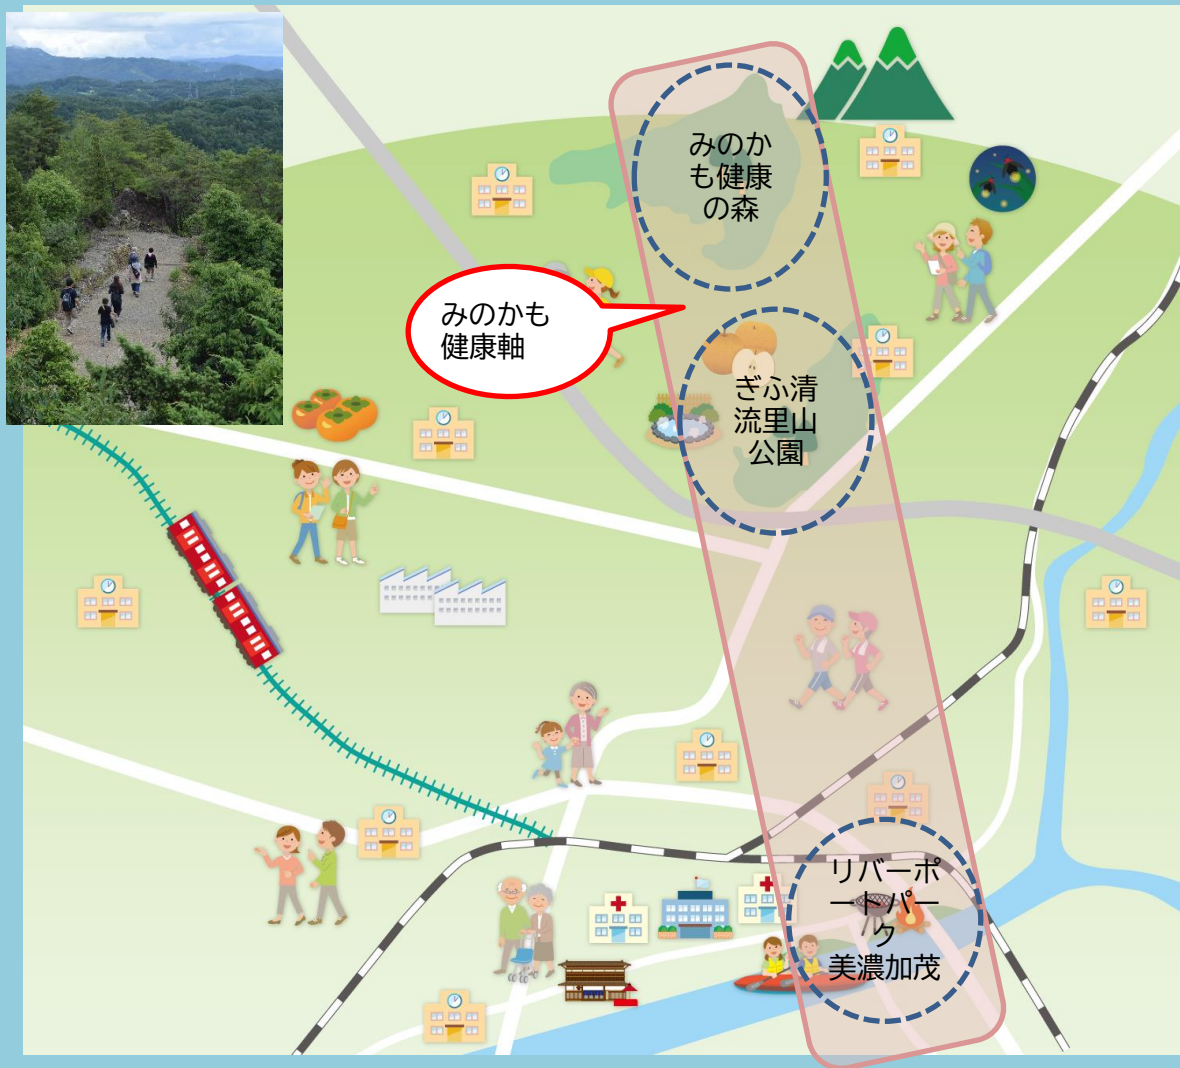 みのか
も健康
の森
みのかも
健康軸
ぎふ清
流里山
公園
リバーポ
ートパー
ク
美濃加茂